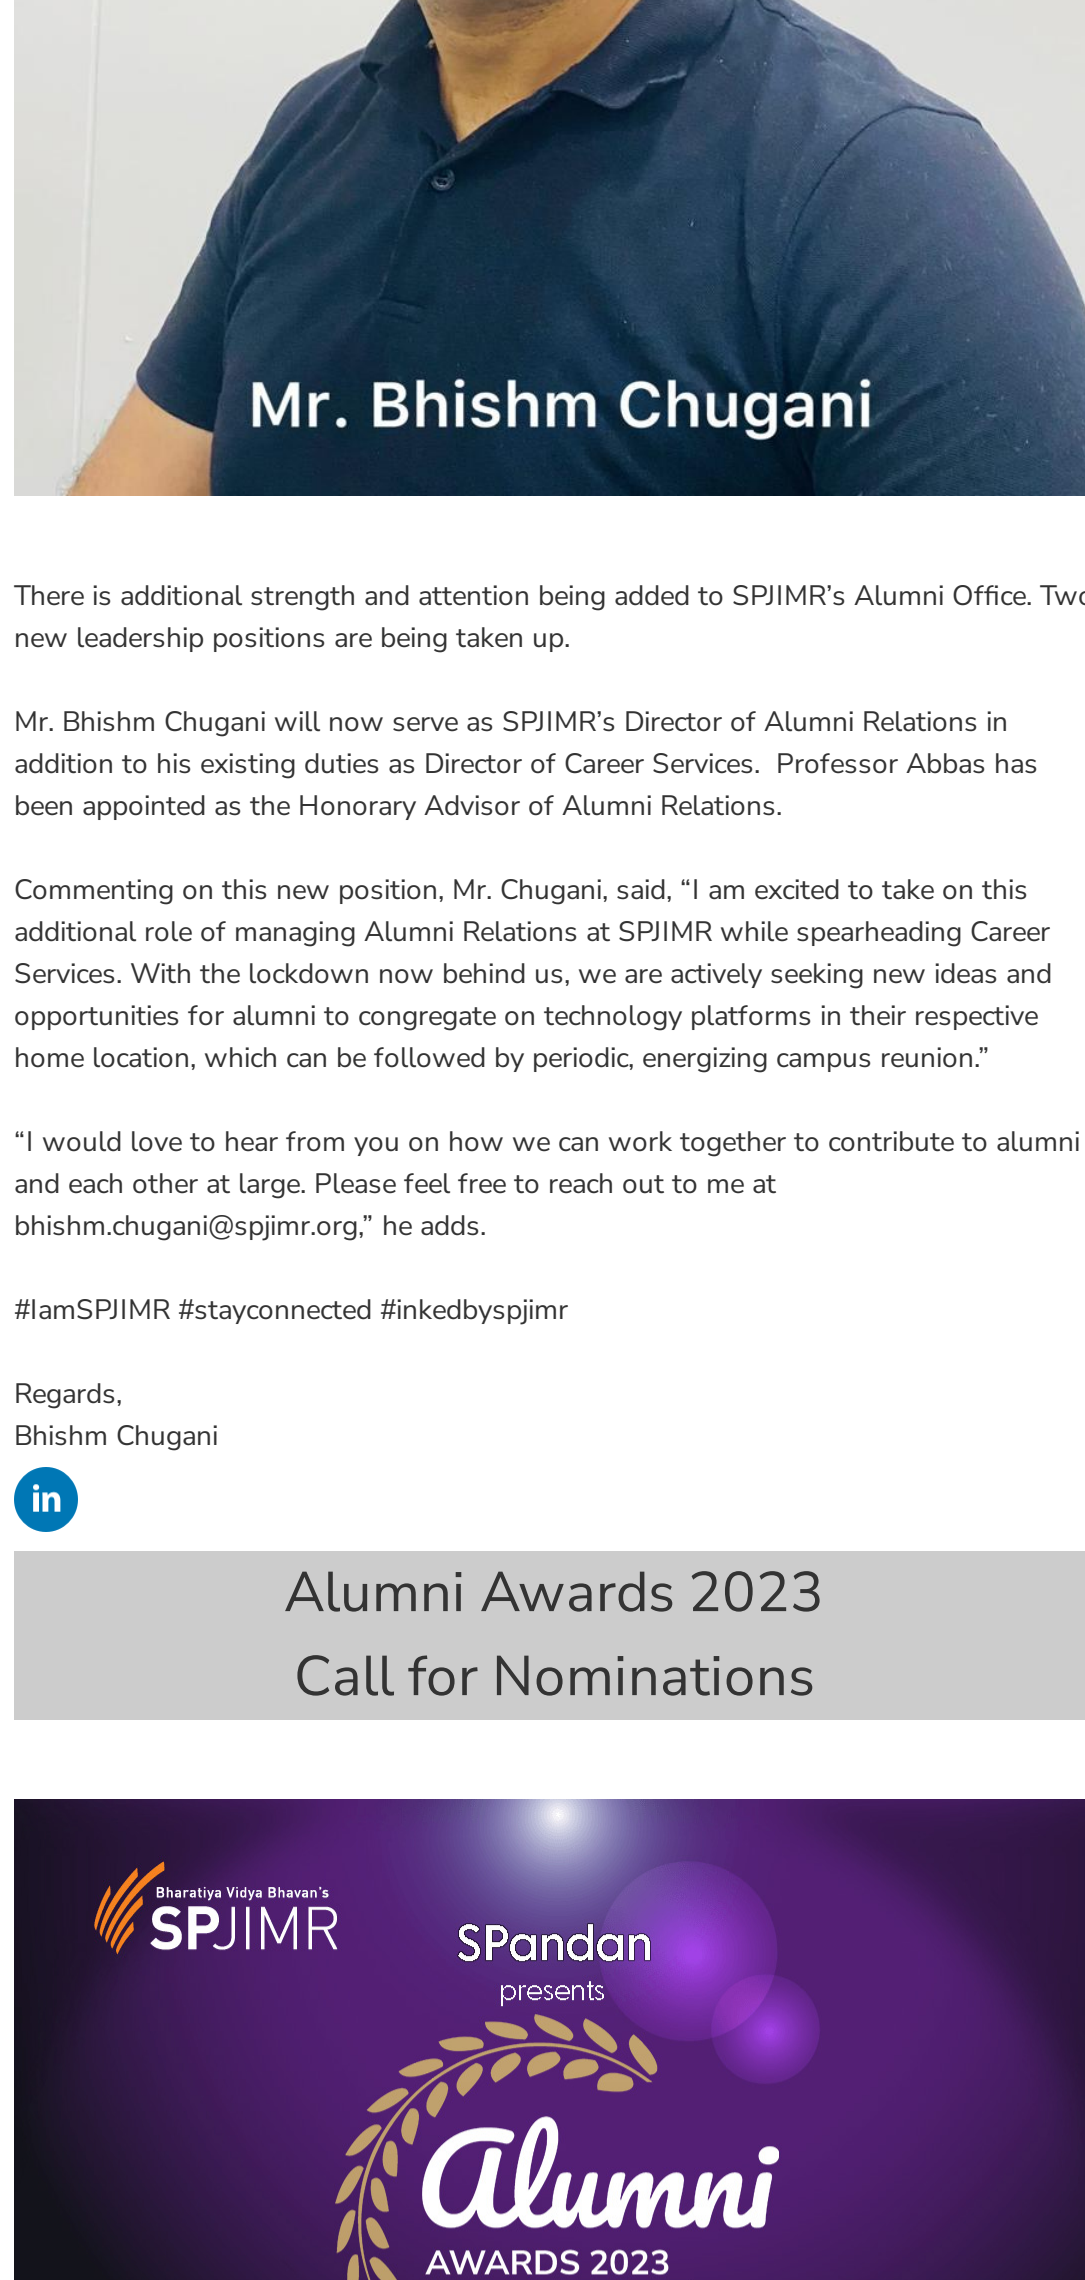 Mr. Bhishm Chugani
There is additional strength and attention being added to SPJIMR’s Alumni Office. Two
new leadership positions are being taken up.
Mr. Bhishm Chugani will now serve as SPJIMR’s Director of Alumni Relations in
addition to his existing duties as Director of Career Services.  Professor Abbas has
been appointed as the Honorary Advisor of Alumni Relations.
Commenting on this new position, Mr. Chugani, said, “I am excited to take on this
additional role of managing Alumni Relations at SPJIMR while spearheading Career
Services. With the lockdown now behind us, we are actively seeking new ideas and
opportunities for alumni to congregate on technology platforms in their respective
home location, which can be followed by periodic, energizing campus reunion.”
“I would love to hear from you on how we can work together to contribute to alumni
and each other at large. Please feel free to reach out to me at
bhishm.chugani@spjimr.org,” he adds.
#IamSPJIMR #stayconnected #inkedbyspjimr
Regards,
Bhishm Chugani
in
Alumni Awards 2023
Call for Nominations
Bharatiya Vidya Bhavan's
SPJIMR
SPandan
presents
Alumni
AWARDS 2023